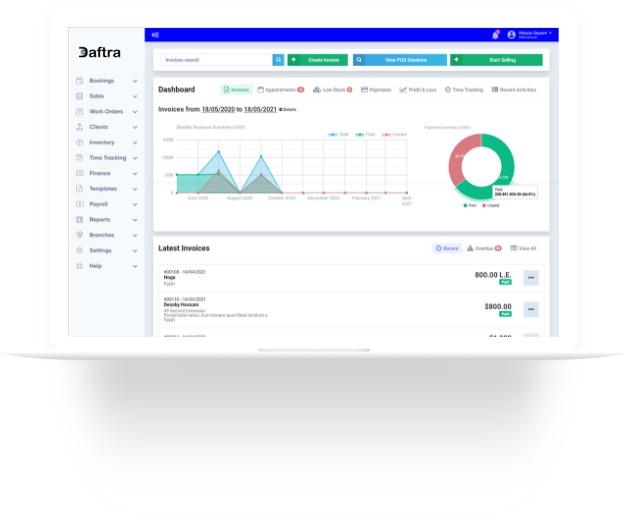 Daftra
Bookings
Sales
Work Orders
Clients
Inventory
Time Tracking
Finance
Templates
Payroll
Reports
Branches
Settings
Help
Invoices search
Create Invoice
View POS Sessions
Start Selling
Dashboard
Invoices
Appointments
Low Stock
Payments
Profit & Loss
Time Tracking
Recent Activities
Invoices from 18/05/2020 to 18/05/2021 Details
Monthly Revenue Summary (USD)
Total
Paid
Unpaid
150M
100M
50M
0
June 2020
August 2020
October 2020
December 2020
February 2021
April
2021
Payments Summary (USD)
Paid
Paid
Unpaid
Latest Invoices
Recent
Overdue
View All
#00108 - 14/04/2021
Hoga
Egypt
800.00 L.E.
Paid
#00110 - 14/04/2021
Desoky Hossam
Egypt
$800.00
Paid